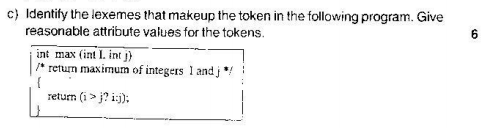 c) Identify the lexemes that makeup the token in the following program. Give
reasonable attribute values for the tokens. 6
int max (int I. int j)
/* return maximum of integers I and j */
{
return (i > j? i:j);
}